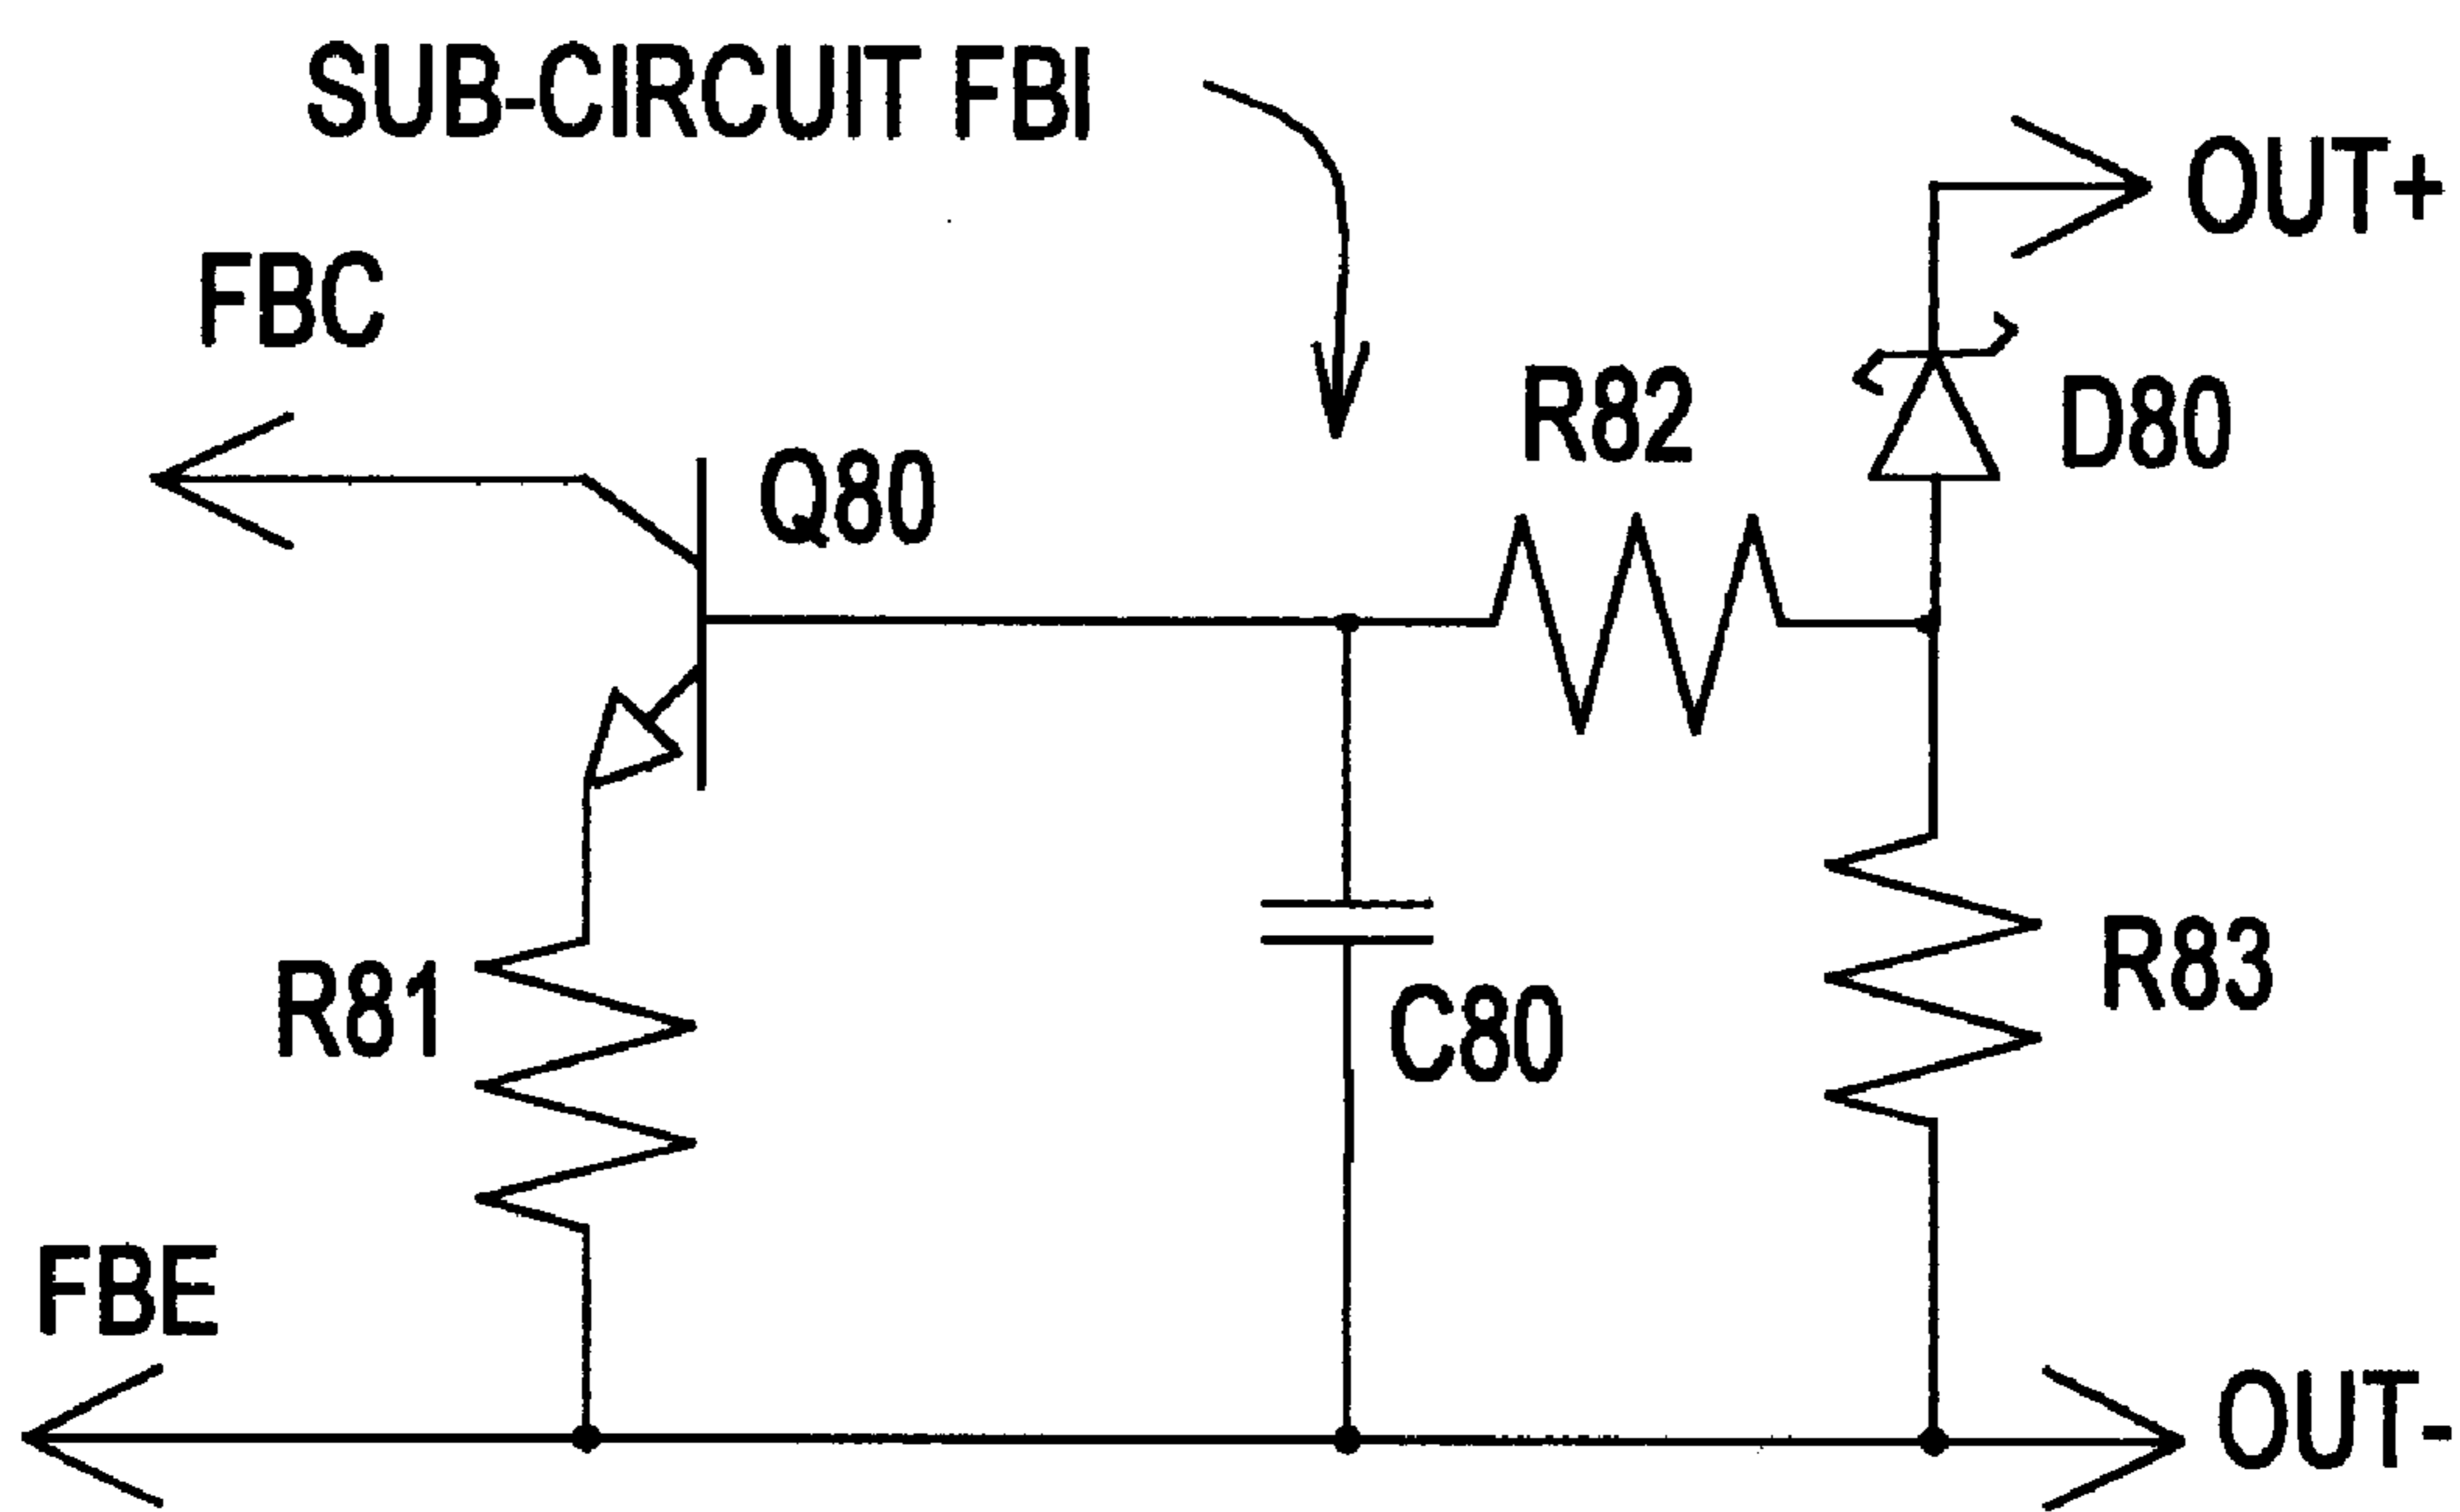 SUB-CIRCUIT FBI
OUT+
FBC
R82
D80
Q80
R83
R81
C80
FBE
OUT-